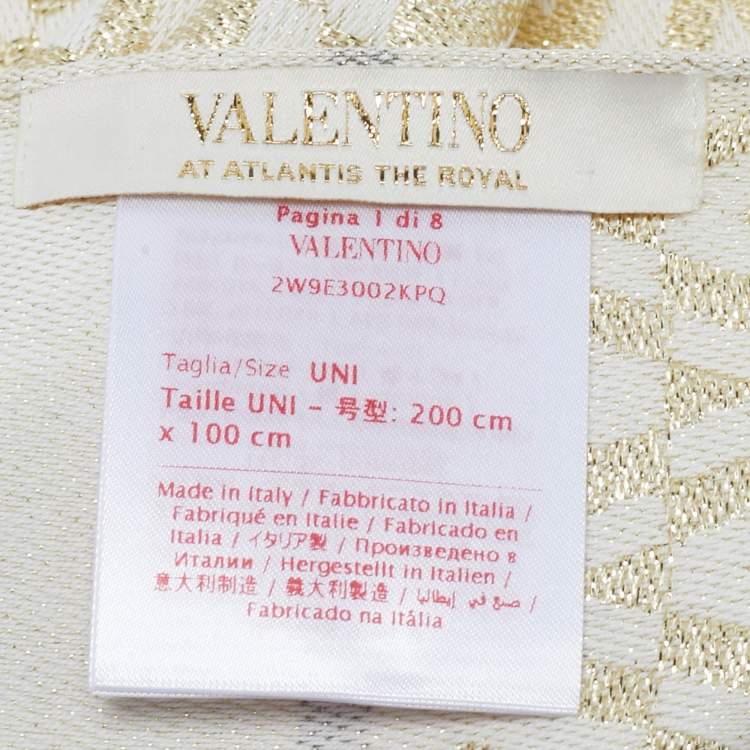 VALENTINO
AT ATLANTIS THE ROYAL
Pagina 1 di 8
VALENTINO
2W9E3002KPQ
Taglia/Size UNI
Taille UNI – 号型: 200 cm
x 100 cm
Made in Italy / Fabbricato in Italia /
Fabriqué en Italie / Fabricado en
Italia / イタリア製 / Произведено в
Италии / Hergestellt in Italien /
意大利制造 / 義大利製造 / صنع في إيطاليا /
Fabricado na Itália